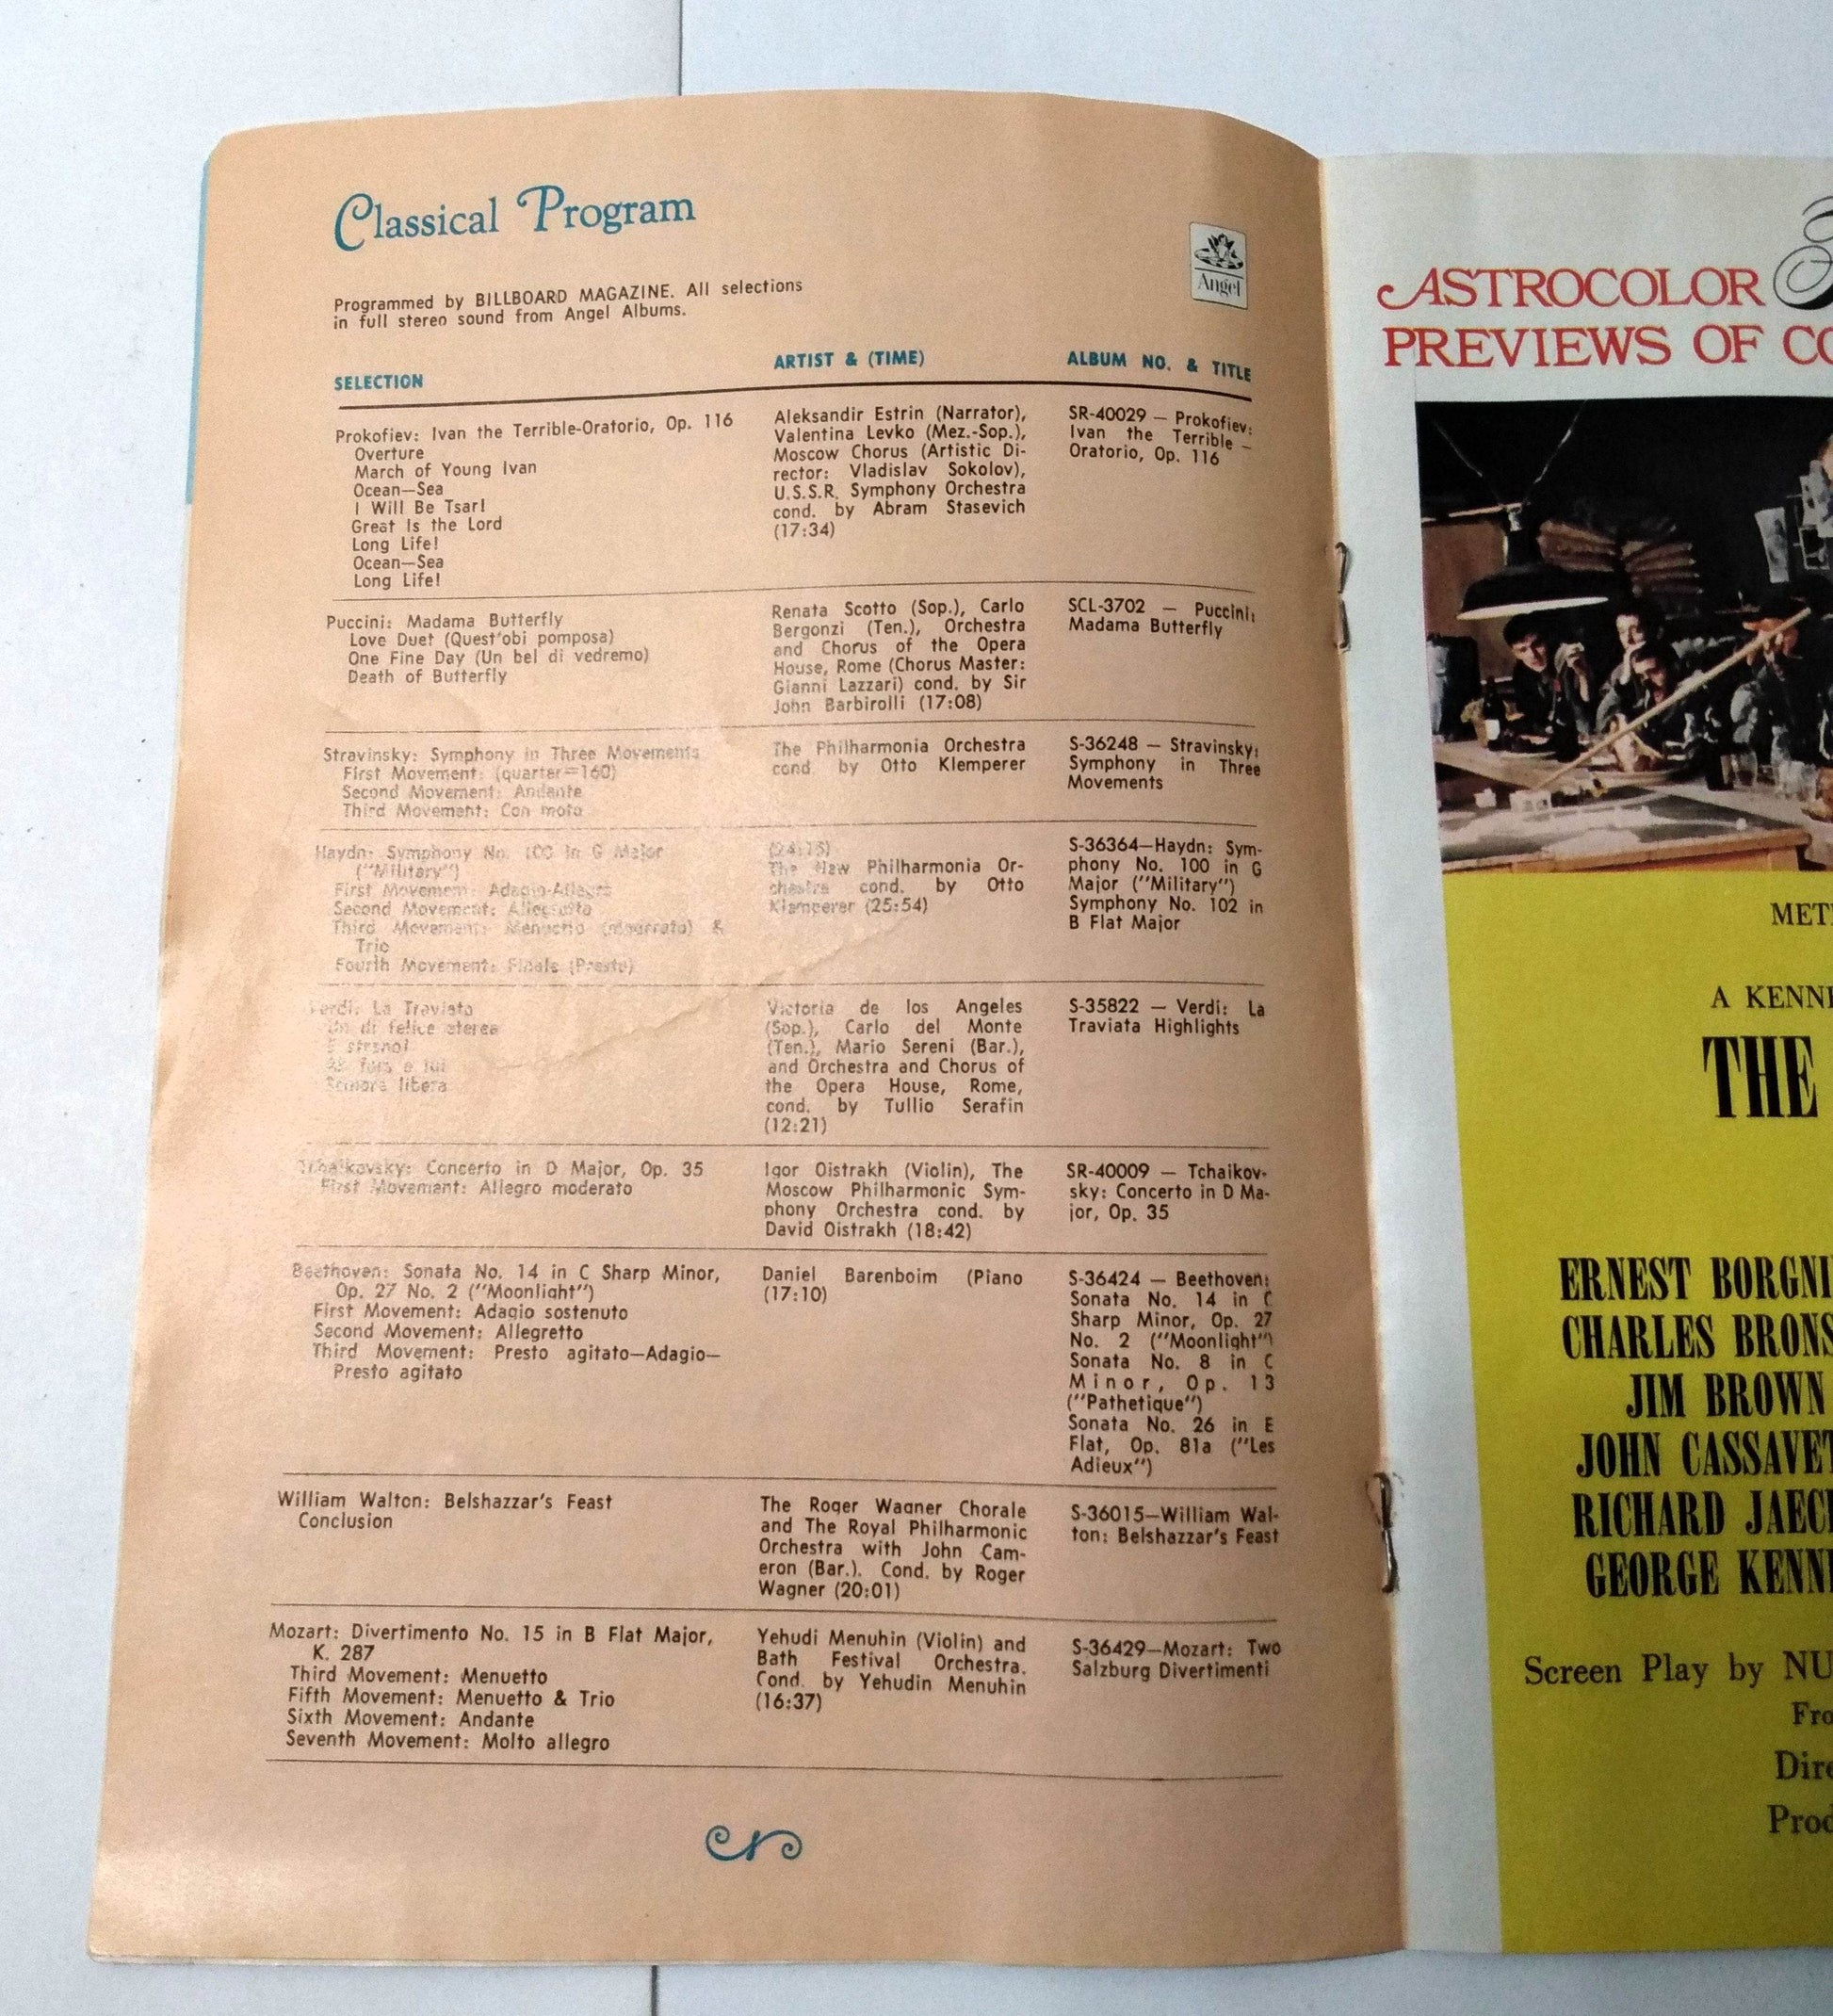 Classical Program
Angel
Programmed by BILLBOARD MAGAZINE. All selections
in full stereo sound from Angel Albums.
SELECTION
ARTIST & (TIME)
ALBUM NO. & TITLE
Prokofiev: Ivan the Terrible-Oratorio, Op. 116
Overture
March of Young Ivan
Ocean—Sea
I Will Be Tsar!
Great Is the Lord
Long Life!
Ocean—Sea
Long Life!
Aleksandir Estrin (Narrator),
Valentina Levko (Mez.-Sop.),
Moscow Chorus (Artistic Di-
rector: Vladislav Sokolov),
U.S.S.R. Symphony Orchestra
cond. by Abram Stasevich
(17:34)
SR-40029 — Prokofiev:
Ivan the Terrible —
Oratorio, Op. 116
Puccini: Madama Butterfly
Love Duet (Quest'obi pomposa)
One Fine Day (Un bel di vedremo)
Death of Butterfly
Renata Scotto (Sop.), Carlo
Bergonzi (Ten.), Orchestra
and Chorus of the Opera
House, Rome (Chorus Master:
Gianni Lazzari) cond. by Sir
John Barbirolli (17:08)
SCL-3702 — Puccini:
Madama Butterfly
Stravinsky: Symphony in Three Movements
First Movement: (quarter=160)
Second Movement: Andante
Third Movement: Con moto
The Philharmonia Orchestra
cond. by Otto Klemperer
S-36248 — Stravinsky:
Symphony in Three
Movements
Haydn: Symphony No. 100 in G Major
("Military")
First Movement: Adagio-Allegro
Second Movement: Allegretto
Third Movement: Menuetto (moderato) &
Trio
Fourth Movement: Finale (Presto)
The New Philharmonia Or-
chestra cond. by Otto
Klemperer (25:54)
S-36364—Haydn: Sym-
phony No. 100 in G
Major ("Military")
Symphony No. 102 in
B Flat Major
Verdi: La Traviata
Un di felice eterea
E strano!
Ah fors e lui
Sempre libera
Victoria de los Angeles
(Sop.), Carlo del Monte
(Ten.), Mario Sereni (Bar.),
and Orchestra and Chorus of
the Opera House, Rome,
cond. by Tullio Serafin
(12:21)
S-35822 — Verdi: La
Traviata Highlights
Tchaikovsky: Concerto in D Major, Op. 35
First Movement: Allegro moderato
Igor Oistrakh (Violin), The
Moscow Philharmonic Sym-
phony Orchestra cond. by
David Oistrakh (18:42)
SR-40009 — Tchaikov-
sky: Concerto in D Ma-
jor, Op. 35
Beethoven: Sonata No. 14 in C Sharp Minor,
Op. 27 No. 2 ("Moonlight")
First Movement: Adagio sostenuto
Second Movement: Allegretto
Third Movement: Presto agitato—Adagio—
Presto agitato
Daniel Barenboim (Piano
(17:10)
S-36424 — Beethoven:
Sonata No. 14 in C
Sharp Minor, Op. 27
No. 2 ("Moonlight")
Sonata No. 8 in C
Minor, Op. 13
("Pathetique")
Sonata No. 26 in E
Flat, Op. 81a ("Les
Adieux")
William Walton: Belshazzar's Feast
Conclusion
The Roger Wagner Chorale
and The Royal Philharmonic
Orchestra with John Cam-
eron (Bar.). Cond. by Roger
Wagner (20:01)
S-36015—William Wal-
ton: Belshazzar's Feast
Mozart: Divertimento No. 15 in B Flat Major,
K. 287
Third Movement: Menuetto
Fifth Movement: Menuetto & Trio
Sixth Movement: Andante
Seventh Movement: Molto allegro
Yehudi Menuhin (Violin) and
Bath Festival Orchestra.
Cond. by Yehudin Menuhin
(16:37)
S-36429—Mozart: Two
Salzburg Divertimenti
ASTROCOLOR
PREVIEWS OF CO
MET
A KENN
THE
ERNEST BORGNI
CHARLES BRONS
JIM BROWN
JOHN CASSAVET
RICHARD JAEC
GEORGE KENN
Screen Play by NU
Fro
Dire
Prod